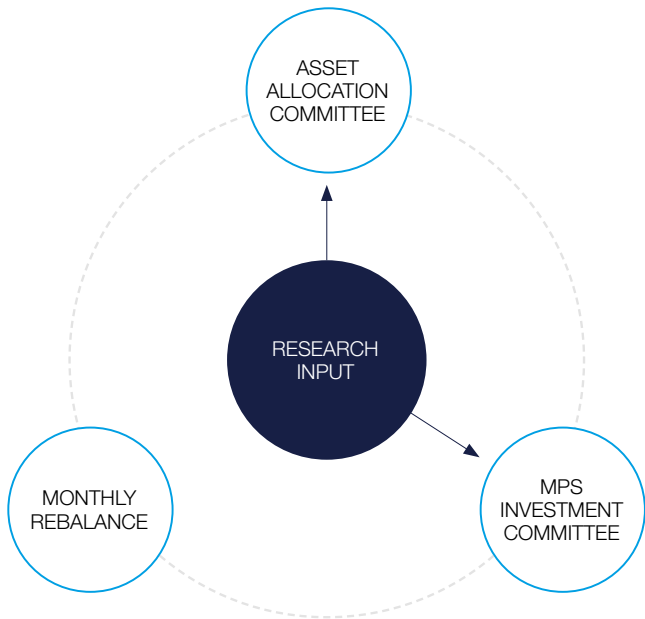 ASSET
ALLOCATION
COMMITTEE
RESEARCH
INPUT
MONTHLY
REBALANCE
MPS
INVESTMENT
COMMITTEE